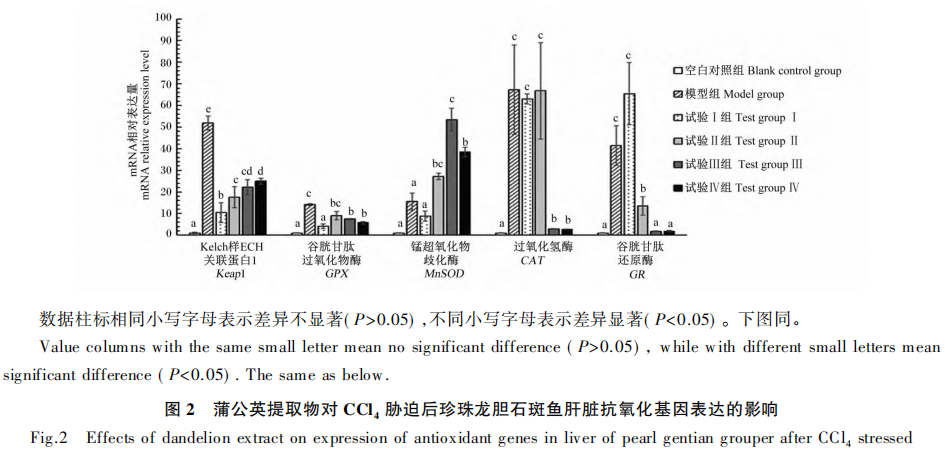 mRNA相对表达量
mRNA relative expression level
100
90
80
70
60
50
40
30
20
10
0
a e b c cd d
a c a bc b b
a a a bc c b
a c c c b b
a c c b a a
Kelch样ECH
关联蛋白1
Keap1
谷胱甘肽
过氧化物酶
GPX
锰超氧化物
歧化酶
MnSOD
过氧化氢酶
CAT
谷胱甘肽
还原酶
GR
空白对照组 Blank control group
模型组 Model group
试验Ⅰ组 Test group Ⅰ
试验Ⅱ组 Test group Ⅱ
试验Ⅲ组 Test group Ⅲ
试验Ⅳ组 Test group Ⅳ
数据柱标相同小写字母表示差异不显著(P>0.05),不同小写字母表示差异显著(P<0.05)。下图同。
Value columns with the same small letter mean no significant difference (P>0.05), while with different small letters mean
significant difference (P<0.05). The same as below.
图 2 蒲公英提取物对 CCl4 胁迫后珍珠龙胆石斑鱼肝脏抗氧化基因表达的影响
Fig.2 Effects of dandelion extract on expression of antioxidant genes in liver of pearl gentian grouper after CCl4 stressed